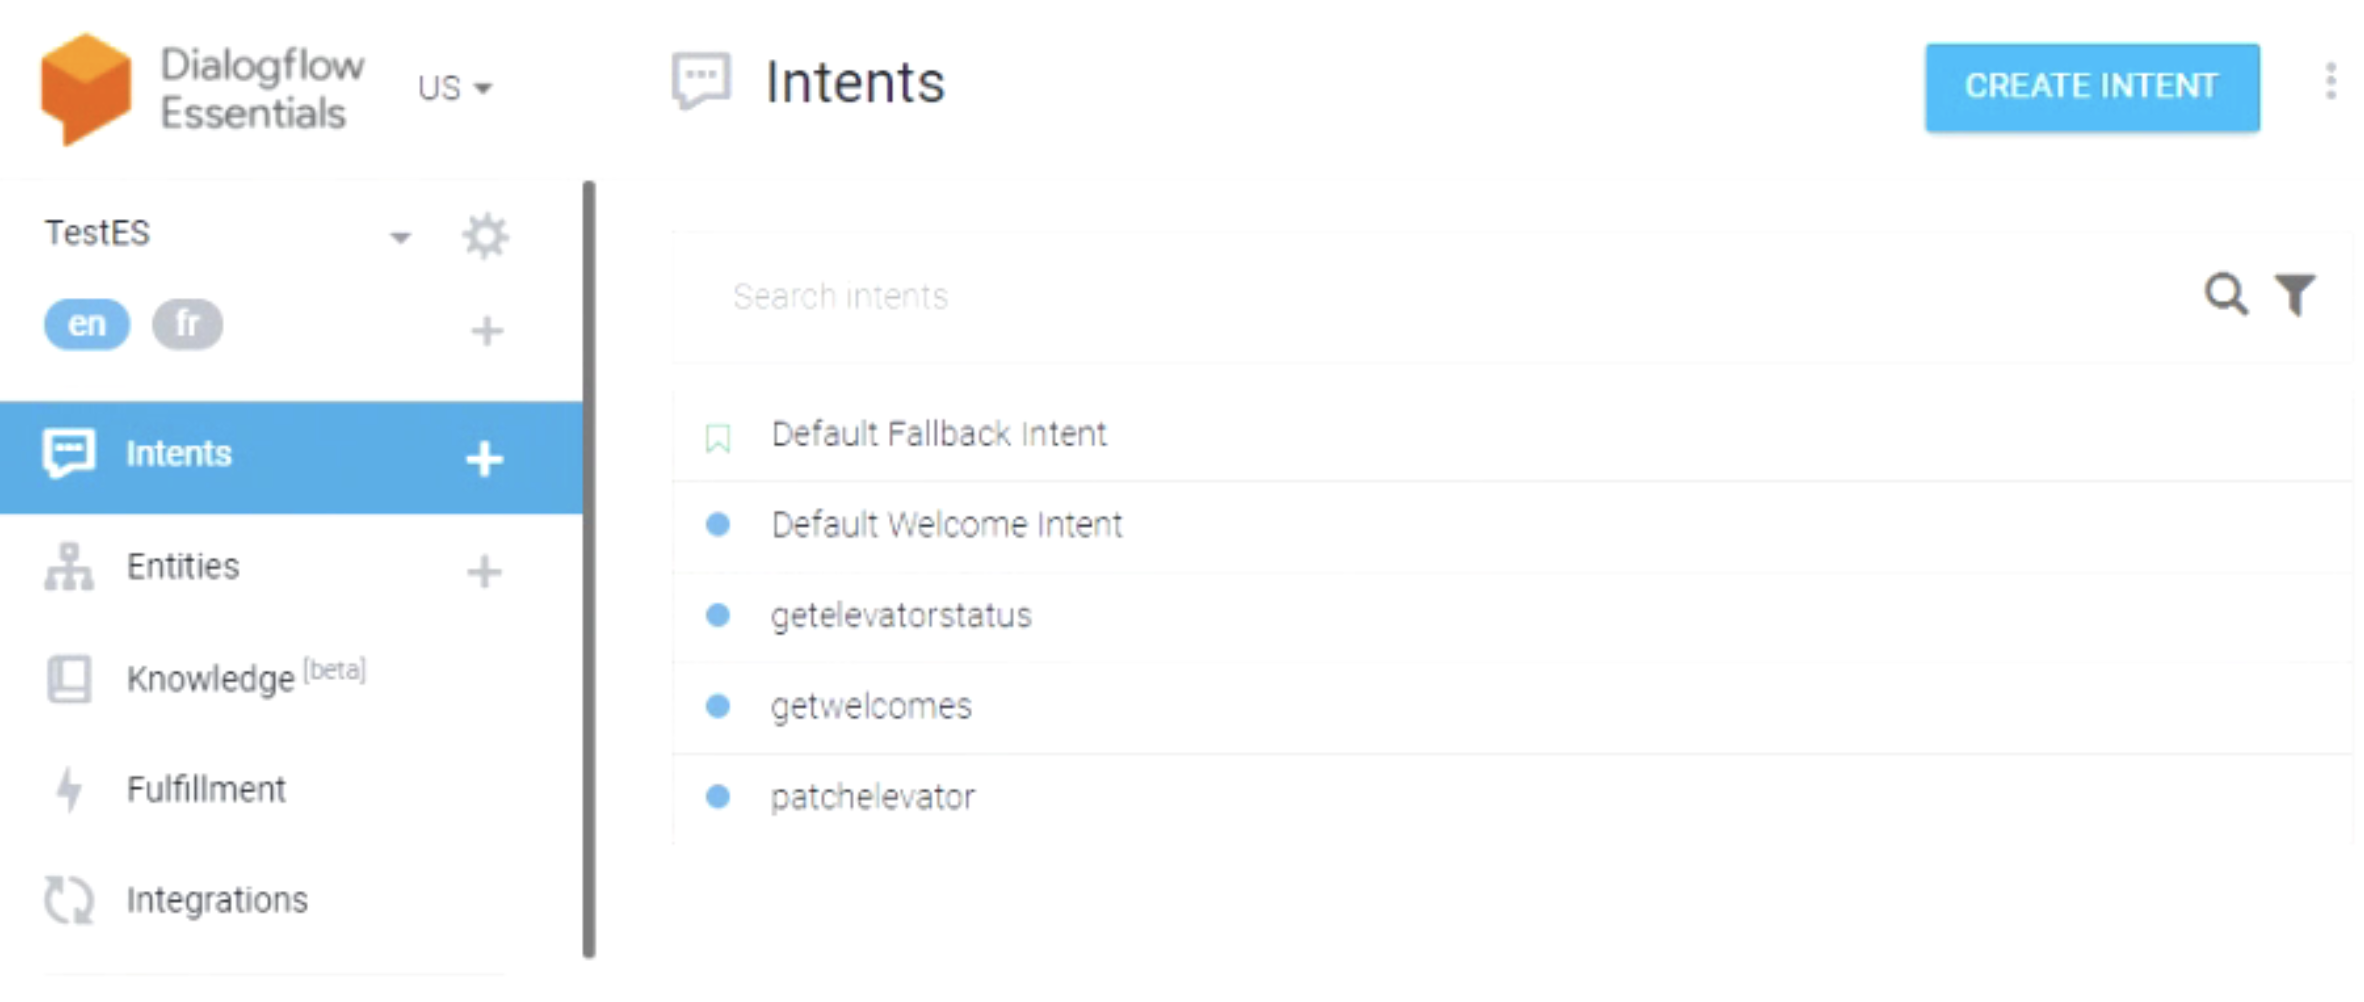 Dialogflow
Essentials
US
Intents
CREATE INTENT
TestES
en fr
Intents
Entities
Knowledge [beta]
Fulfillment
Integrations
Search intents
Default Fallback Intent
Default Welcome Intent
getelevatorstatus
getwelcomes
patchelevator